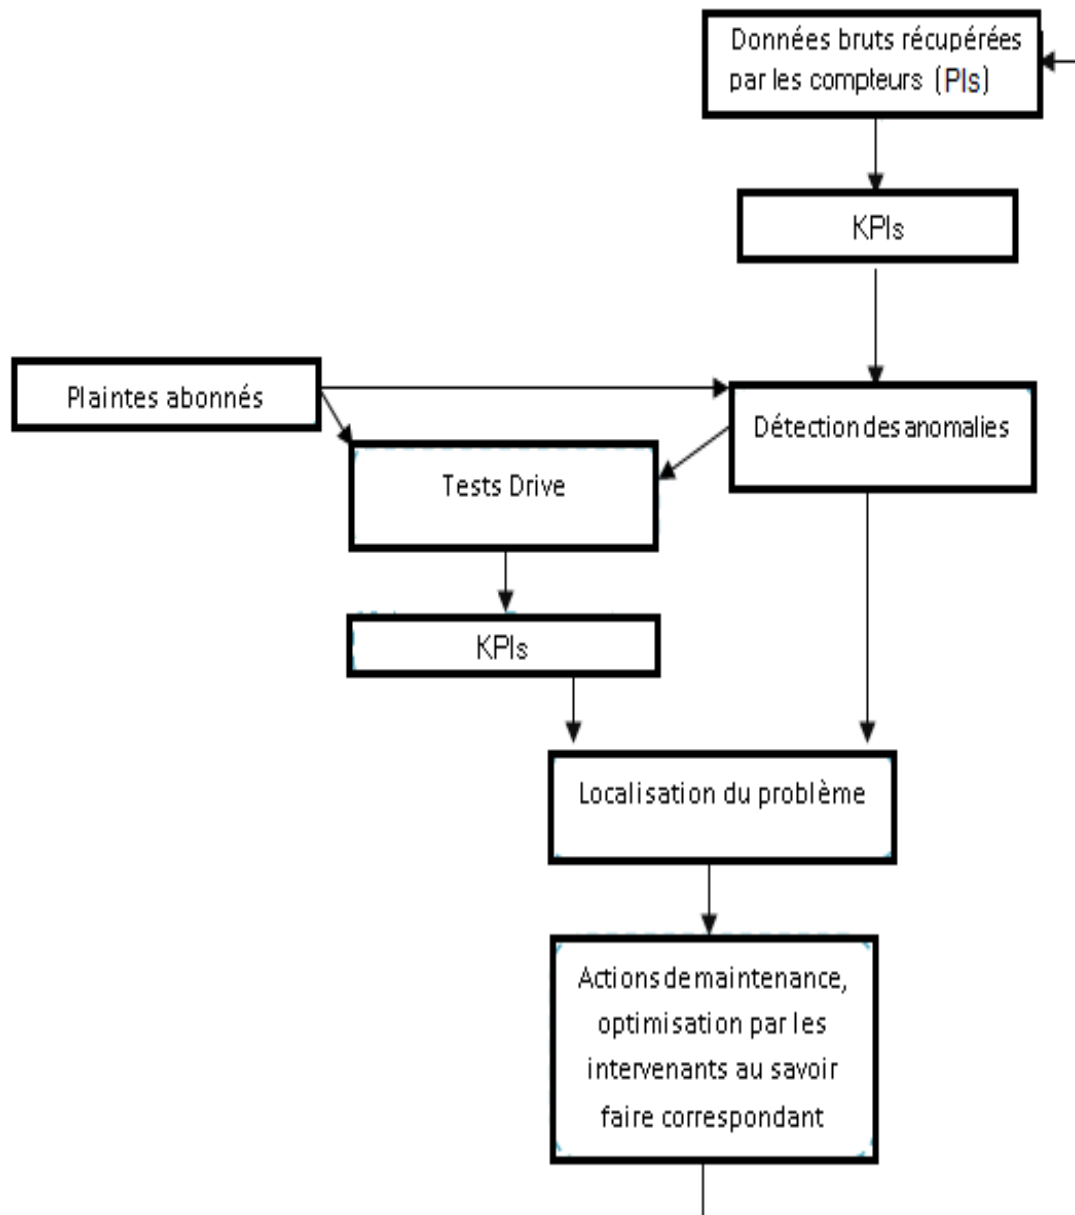 Données bruts récupérées
par les compteurs (PIs)
KPIs
Plaintes abonnés
Détection des anomalies
Tests Drive
KPIs
Localisation du problème
Actions de maintenance,
optimisation par les
intervenants au savoir
faire correspondant